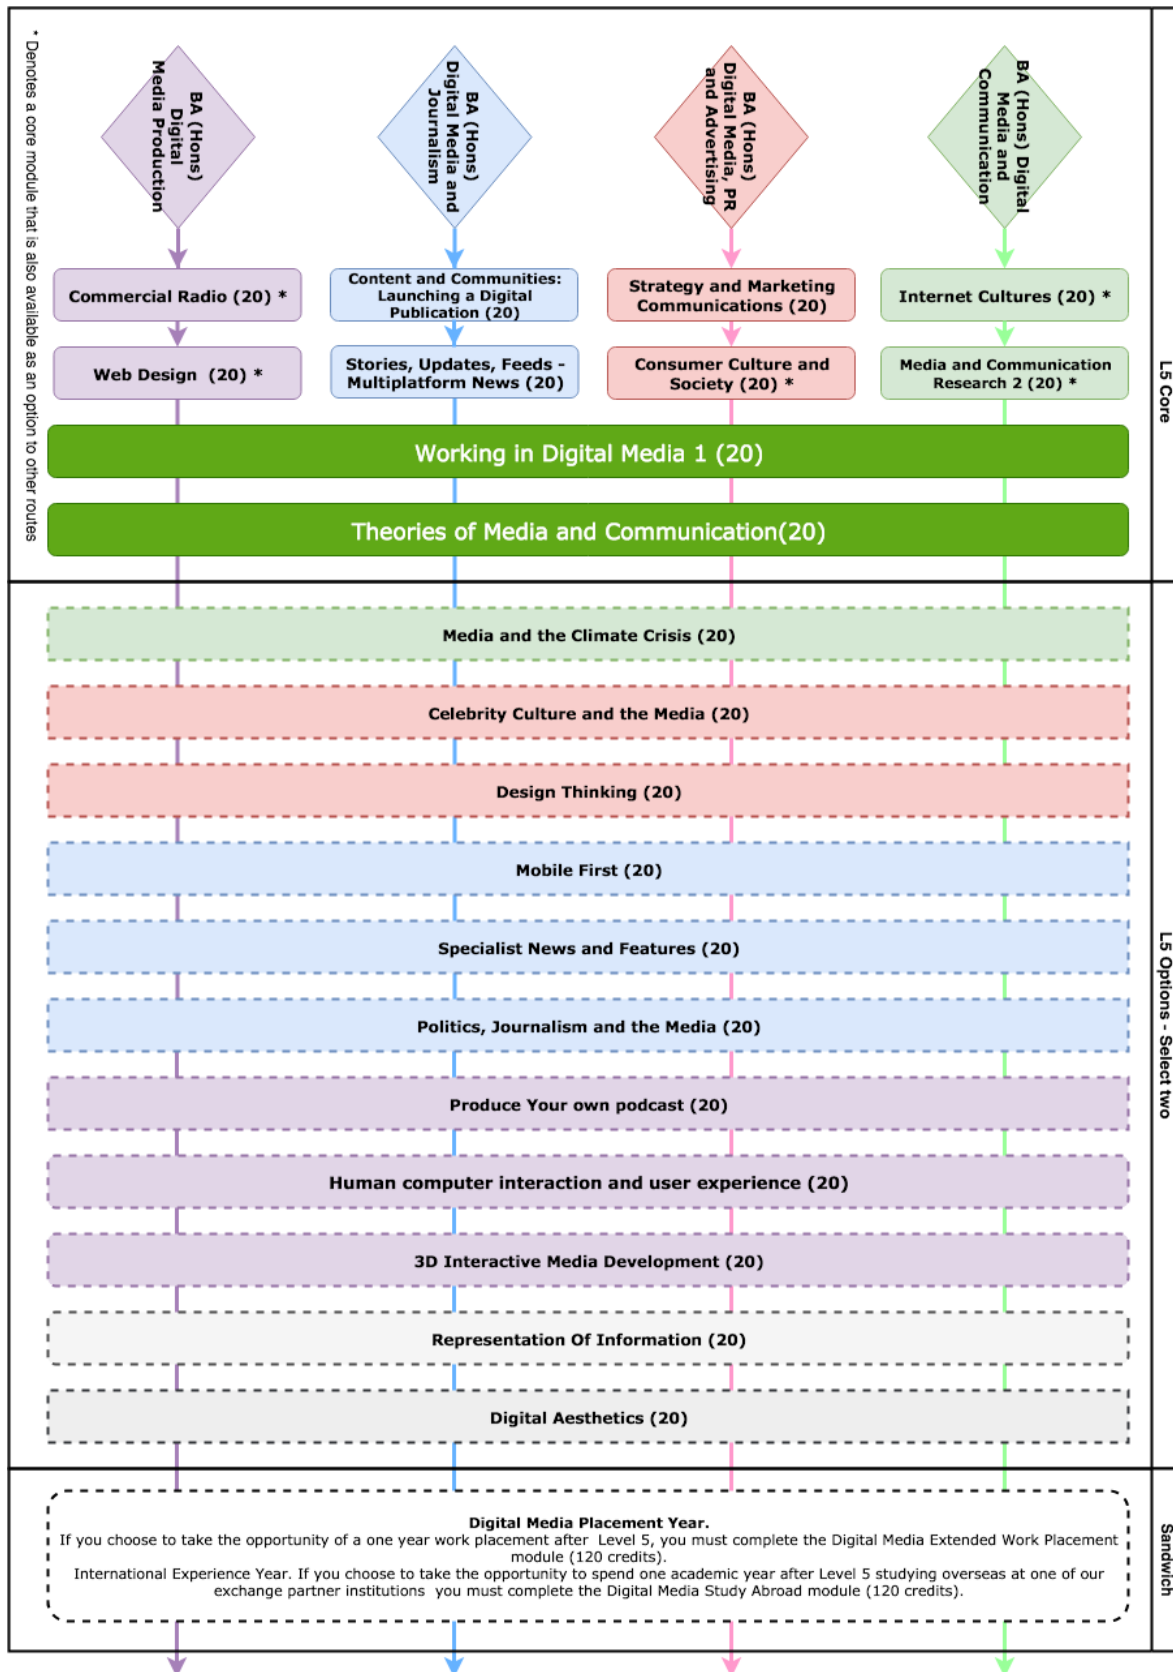 * Denotes a core module that is also available as an option to other routes
BA (Hons)
Digital
Media Production
BA (Hons)
Digital Media and
Journalism
BA (Hons)
Digital Media, PR
and Advertising
BA (Hons) Digital
Media and
Communication
L5 Core
Commercial Radio (20) *
Content and Communities:
Launching a Digital
Publication (20)
Strategy and Marketing
Communications (20)
Internet Cultures (20) *
Web Design  (20) *
Stories, Updates, Feeds -
Multiplatform News (20)
Consumer Culture and
Society (20) *
Media and Communication
Research 2 (20) *
Working in Digital Media 1 (20)
Theories of Media and Communication(20)
L5 Options - Select two
Media and the Climate Crisis (20)
Celebrity Culture and the Media (20)
Design Thinking (20)
Mobile First (20)
Specialist News and Features (20)
Politics, Journalism and the Media (20)
Produce Your own podcast (20)
Human computer interaction and user experience (20)
3D Interactive Media Development (20)
Representation Of Information (20)
Digital Aesthetics (20)
Sandwich
Digital Media Placement Year.
If you choose to take the opportunity of a one year work placement after  Level 5, you must complete the Digital Media Extended Work Placement
module (120 credits).
International Experience Year. If you choose to take the opportunity to spend one academic year after Level 5 studying overseas at one of our
exchange partner institutions  you must complete the Digital Media Study Abroad module (120 credits).